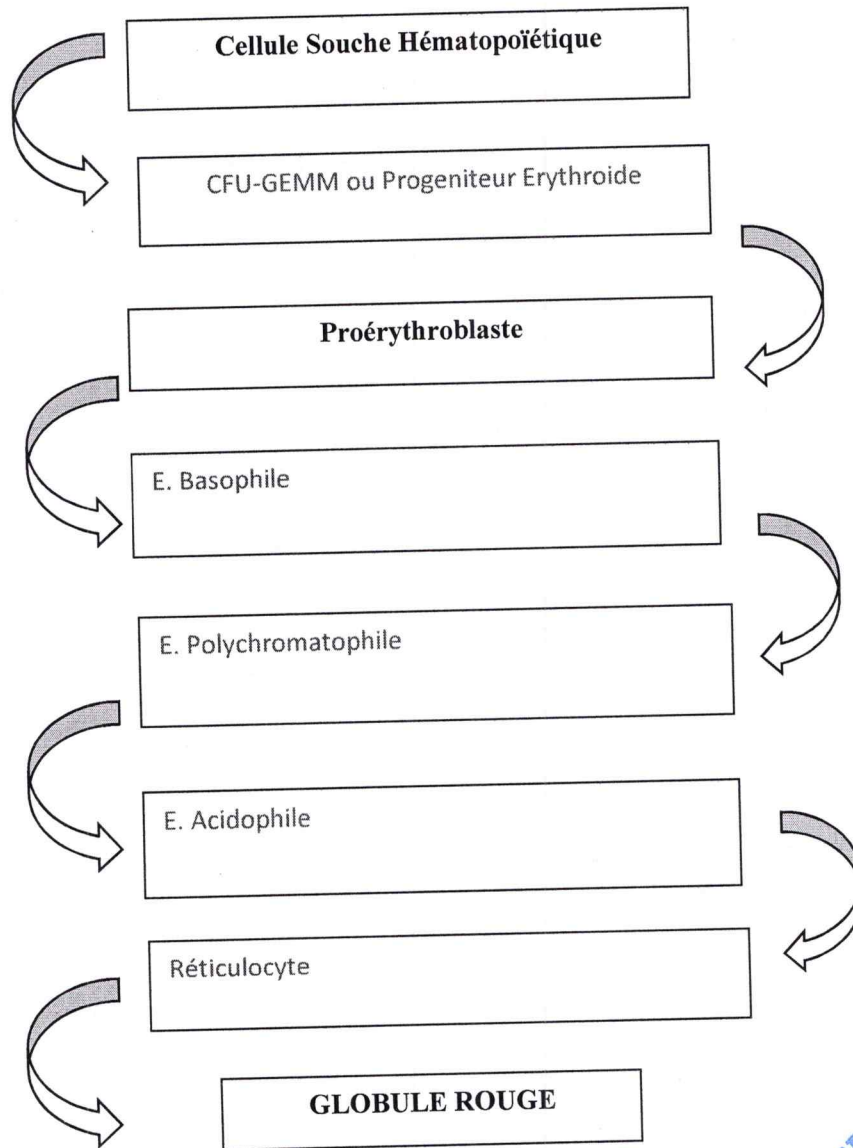 Cellule Souche Hématopoïétique
CFU-GEMM ou Progeniteur Erythroide
Proérythroblaste
E. Basophile
E. Polychromatophile
E. Acidophile
Réticulocyte
GLOBULE ROUGE